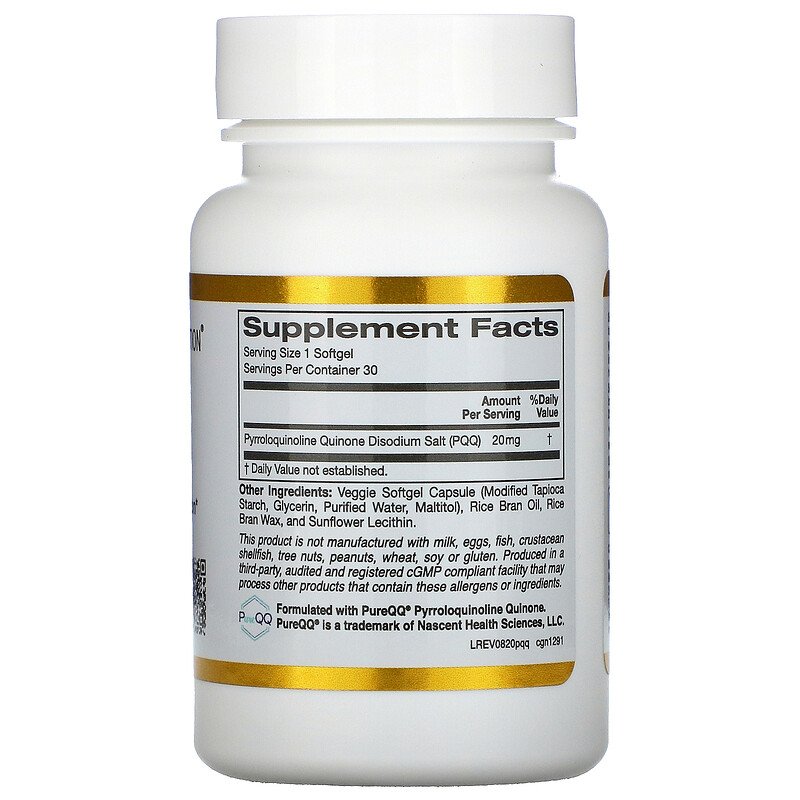 Supplement Facts
Serving Size 1 Softgel
Servings Per Container 30
Amount %Daily
Per Serving Value
Pyrroloquinoline Quinone Disodium Salt (PQQ) 20mg †
† Daily Value not established.
Other Ingredients: Veggie Softgel Capsule (Modified Tapioca
Starch, Glycerin, Purified Water, Maltitol), Rice Bran Oil, Rice
Bran Wax, and Sunflower Lecithin.
This product is not manufactured with milk, eggs, fish, crustacean
shellfish, tree nuts, peanuts, wheat, soy or gluten. Produced in a
third-party, audited and registered cGMP compliant facility that may
process other products that contain these allergens or ingredients.
PureQQ
Formulated with PureQQ® Pyrroloquinoline Quinone.
PureQQ® is a trademark of Nascent Health Sciences, LLC.
LREV0820pqq cgn1291